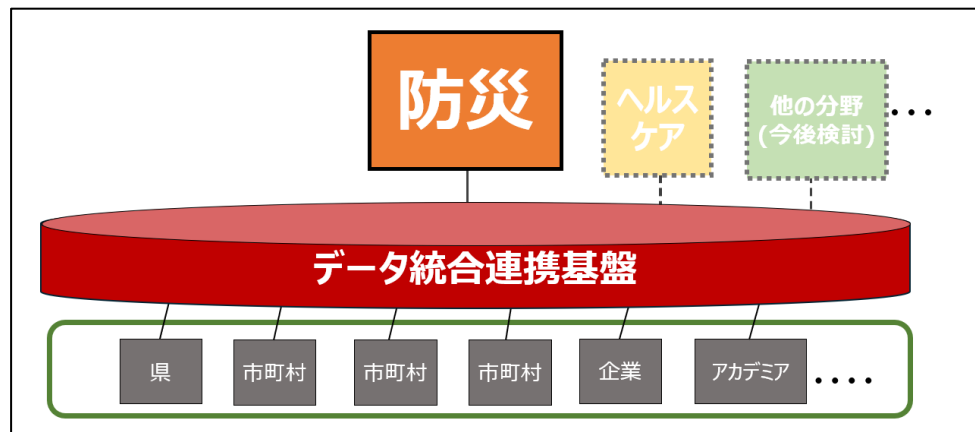 防災
ヘルス
ケア
他の分野
(今後検討)
・・・
データ統合連携基盤
県
市町村
市町村
市町村
企業
アカデミア
・・・・